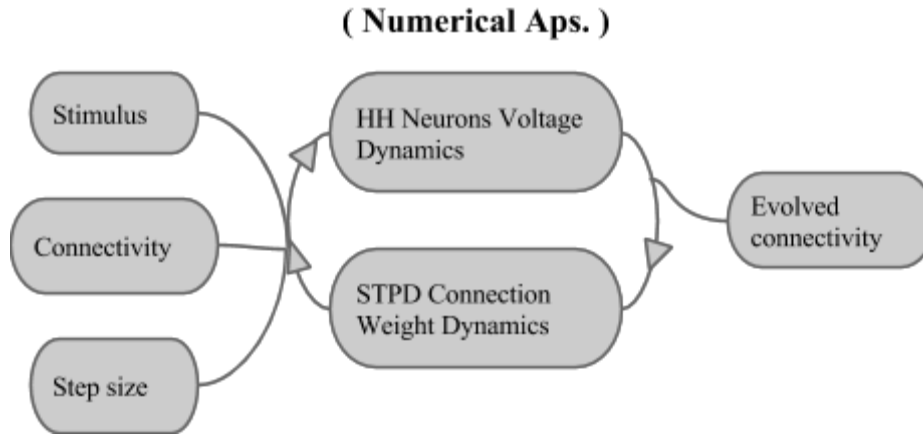 ( Numerical Aps. )
Stimulus
Connectivity
Step size
HH Neurons Voltage
Dynamics
STPD Connection
Weight Dynamics
Evolved
connectivity